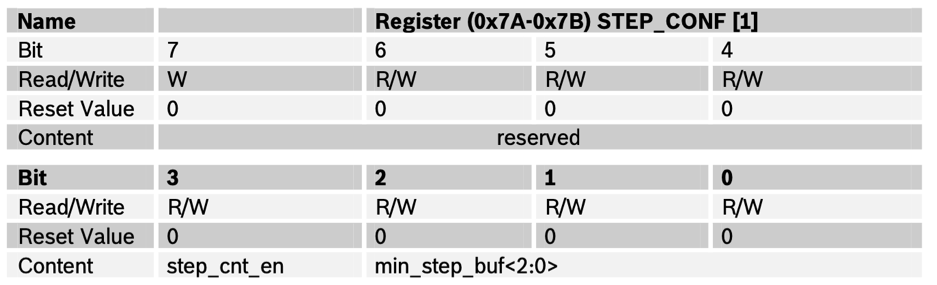 Name Register (0x7A-0x7B) STEP_CONF [1]
Bit 7 6 5 4
Read/Write W R/W R/W R/W
Reset Value 0 0 0 0
Content reserved
Bit 3 2 1 0
Read/Write R/W R/W R/W R/W
Reset Value 0 0 0 0
Content step_cnt_en min_step_buf<2:0>